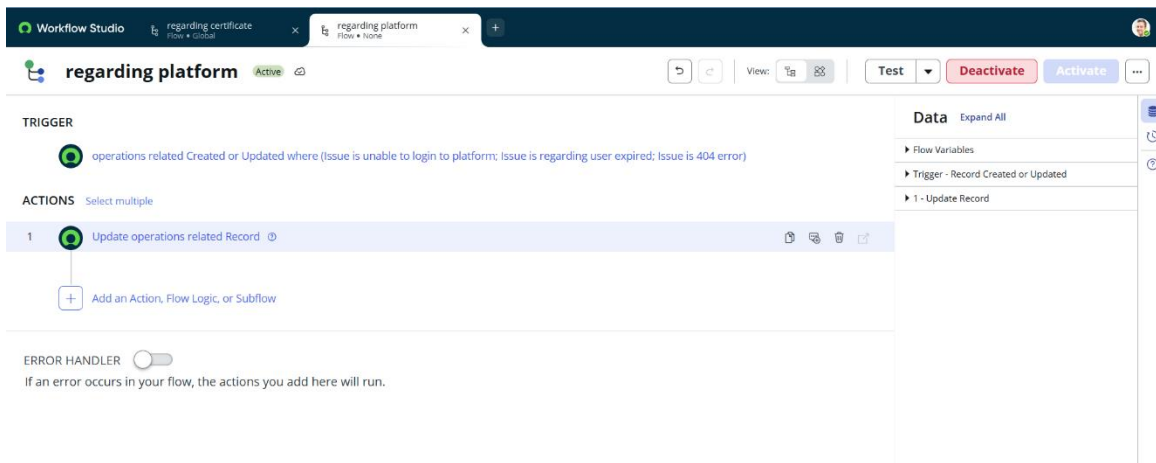 Workflow Studio
regarding certificate
Flow • Global
regarding platform
Flow • None
regarding platform Active
View:
Test
Deactivate
Activate
TRIGGER
operations related Created or Updated where (Issue is unable to login to platform; Issue is regarding user expired; Issue is 404 error)
ACTIONS Select multiple
1 Update operations related Record
Add an Action, Flow Logic, or Subflow
ERROR HANDLER
If an error occurs in your flow, the actions you add here will run.
Data Expand All
Flow Variables
Trigger - Record Created or Updated
1 - Update Record